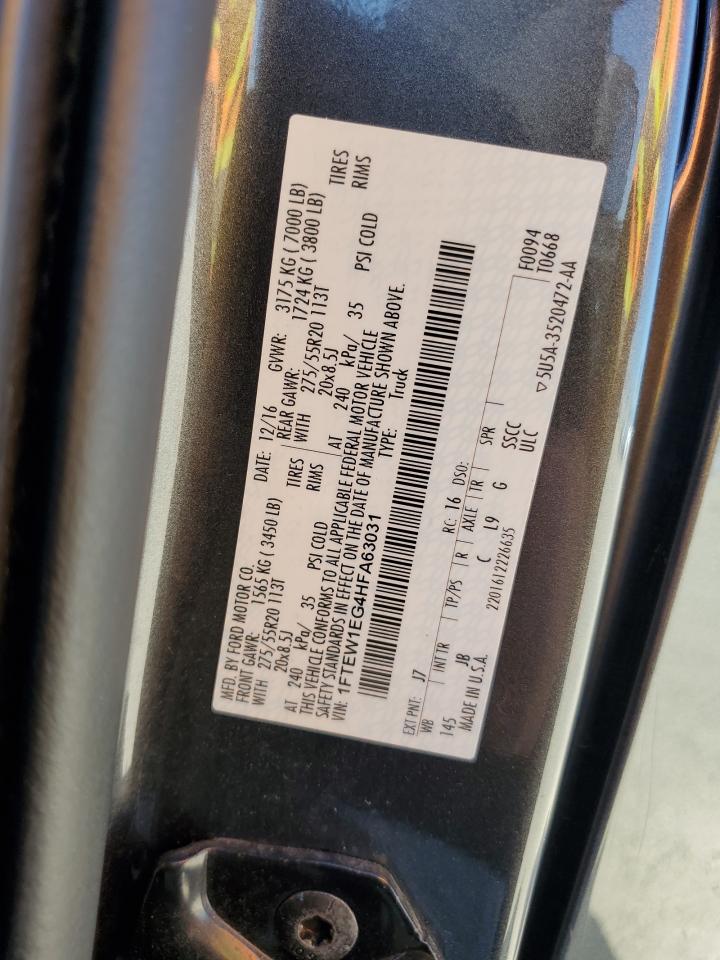 MFD. BY FORD MOTOR CO.
DATE: 12/16 GVWR: 3175 KG ( 7000 LB)
FRONT GAWR: 1565 KG ( 3450 LB) REAR GAWR: 1724 KG ( 3800 LB)
WITH 275/55R20 113T TIRES WITH 275/55R20 113T TIRES
20x8.5J RIMS 20x8.5J RIMS
AT 240 kPa/ 35 PSI COLD AT 240 kPa/ 35 PSI COLD
THIS VEHICLE CONFORMS TO ALL APPLICABLE FEDERAL MOTOR VEHICLE
SAFETY STANDARDS IN EFFECT ON THE DATE OF MANUFACTURE SHOWN ABOVE.
VIN: 1FTEW1EG4HFA63031 TYPE: Truck
EXT PNT: J7 RC: 16 DSO: F0094
WB INT TR TP/PS R AXLE TR SPR T0668
145 JB C L9 G SSCC ▽5U5A-3520472-AA
MADE IN U.S.A. 2201612226635 ULC